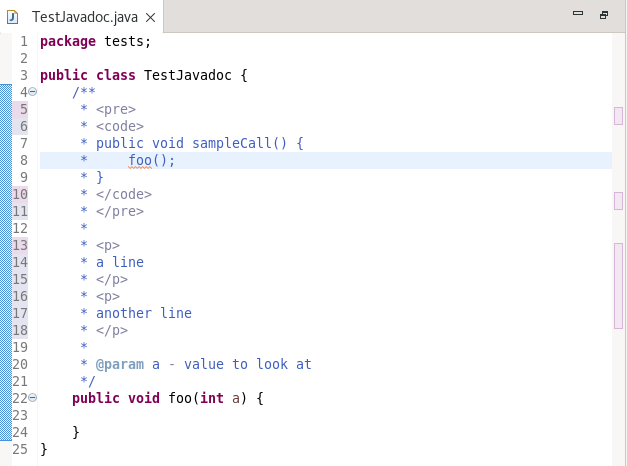 TestJavadoc.java
1 package tests;
2
3 public class TestJavadoc {
4 /**
5 * <pre>
6 * <code>
7 * public void sampleCall() {
8 *     foo();
9 * }
10 * </code>
11 * </pre>
12 *
13 * <p>
14 * a line
15 * </p>
16 * <p>
17 * another line
18 * </p>
19 *
20 * @param a - value to look at
21 */
22 public void foo(int a) {
23
24 }
25 }